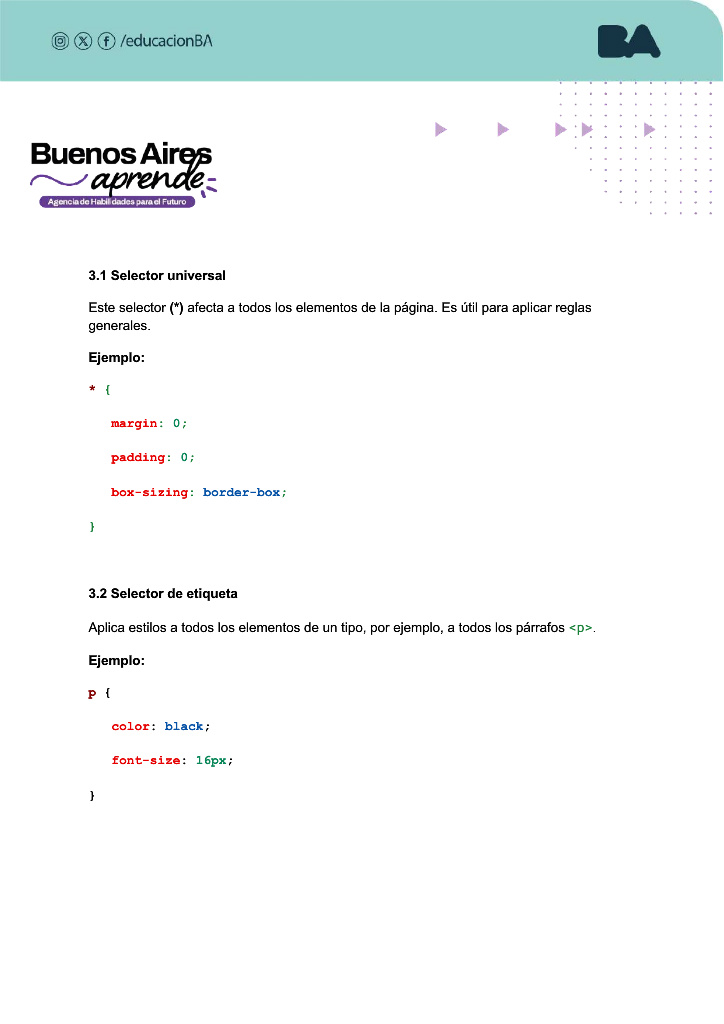 /educacionBA
BA
Buenos Aires
aprende
Agencia de Habilidades para el Futuro
3.1 Selector universal
Este selector (*) afecta a todos los elementos de la página. Es útil para aplicar reglas
generales.
Ejemplo:
* {
margin: 0;
padding: 0;
box-sizing: border-box;
}
3.2 Selector de etiqueta
Aplica estilos a todos los elementos de un tipo, por ejemplo, a todos los párrafos <p>.
Ejemplo:
p {
color: black;
font-size: 16px;
}